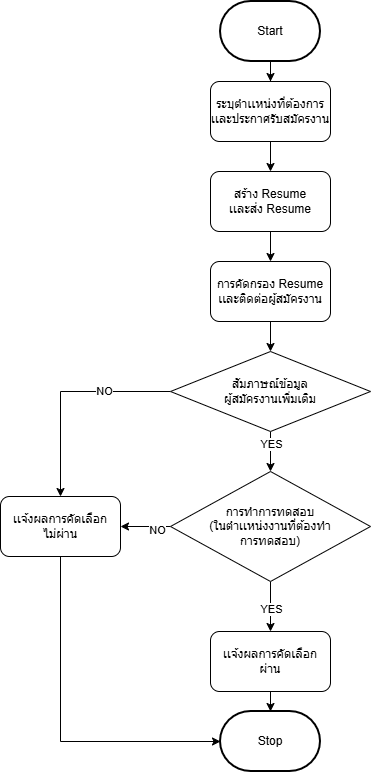 Start
ระบุตำแหน่งที่ต้องการ
และประกาศรับสมัครงาน
สร้าง Resume
และส่ง Resume
การคัดกรอง Resume
และติดต่อผู้สมัครงาน
สัมภาษณ์ข้อมูล
ผู้สมัครงานเพิ่มเติม
NO
YES
การทำการทดสอบ
(ในตำแหน่งงานที่ต้องทำ
การทดสอบ)
NO
แจ้งผลการคัดเลือก
ไม่ผ่าน
YES
แจ้งผลการคัดเลือก
ผ่าน
Stop